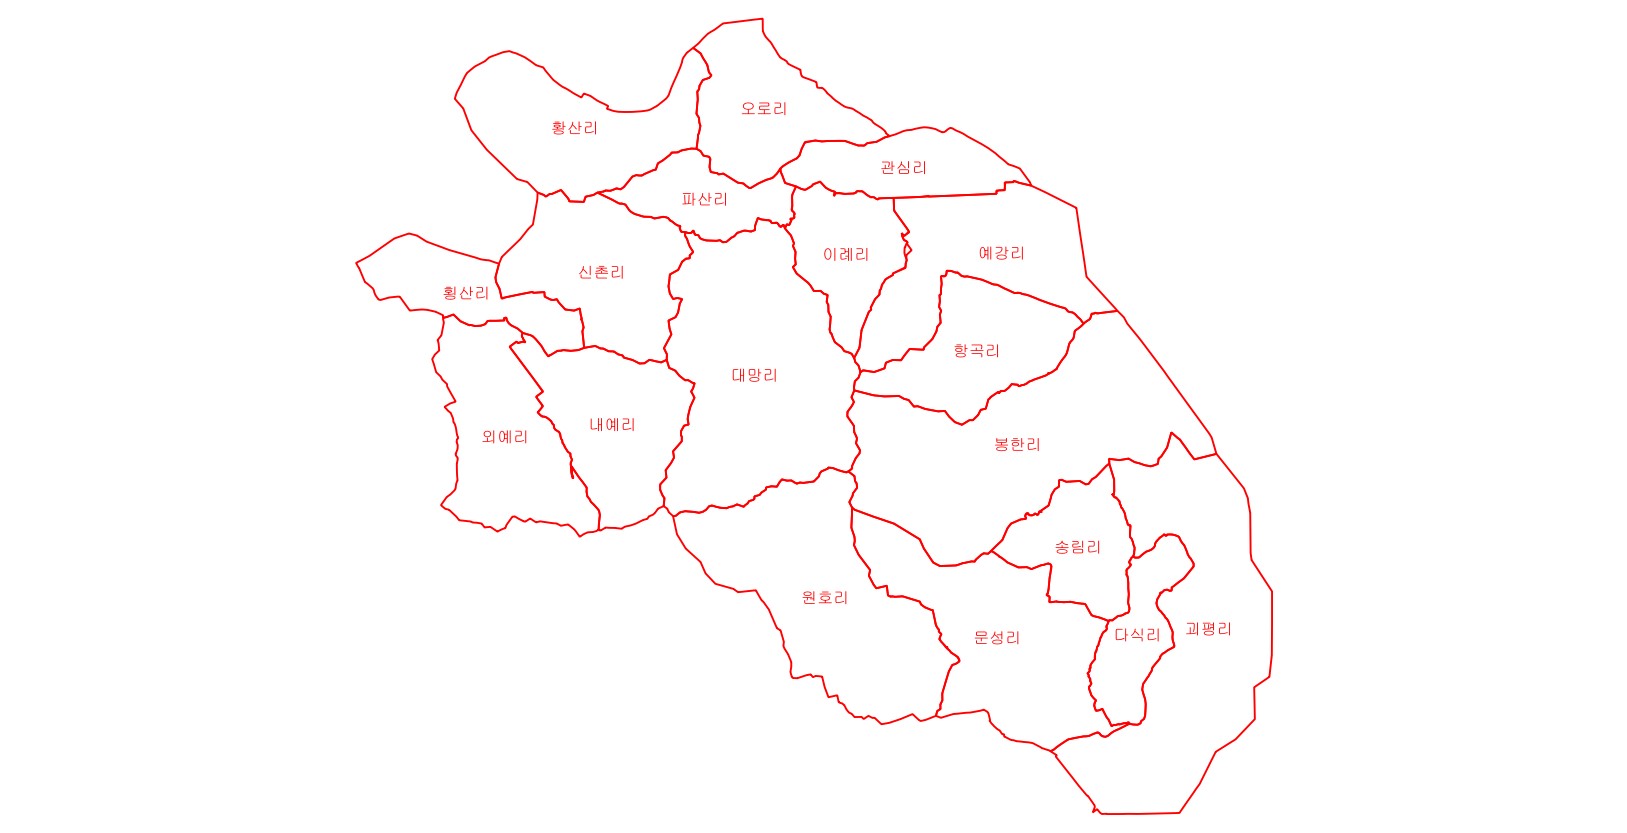 오로리
황산리
관심리
파산리
예강리
이례리
신촌리
횡산리
항곡리
대망리
내예리
외예리
봉한리
송림리
원호리
괴평리
다식리
문성리